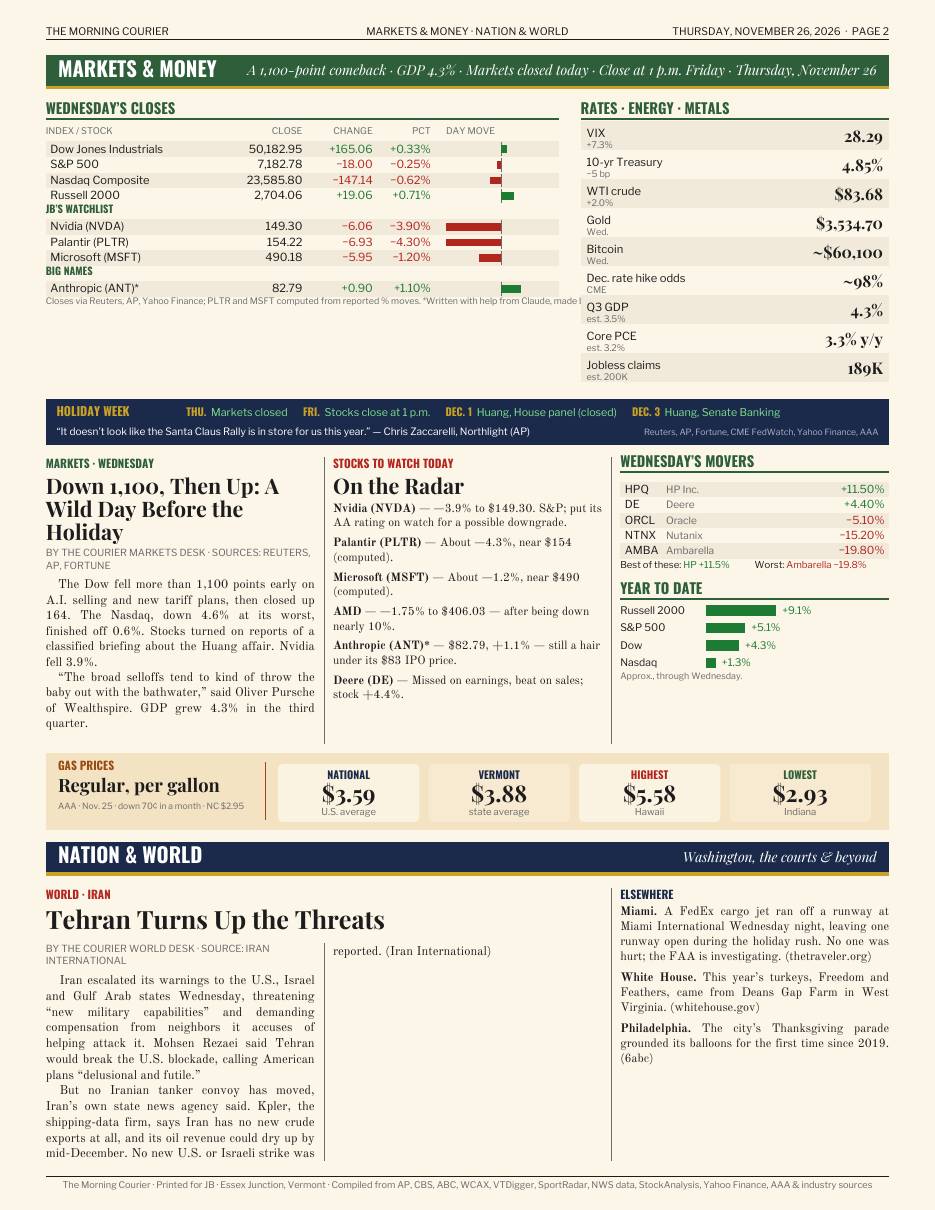 THE MORNING COURIER
MARKETS & MONEY · NATION & WORLD
THURSDAY, NOVEMBER 26, 2026 · PAGE 2
MARKETS & MONEY
A 1,100-point comeback · GDP 4.3% · Markets closed today · Close at 1 p.m. Friday · Thursday, November 26
WEDNESDAY'S CLOSES
INDEX / STOCK CLOSE CHANGE PCT DAY MOVE
Dow Jones Industrials 50,182.95 +165.06 +0.33%
S&P 500 7,182.78 −18.00 −0.25%
Nasdaq Composite 23,585.80 −147.14 −0.62%
Russell 2000 2,704.06 +19.06 +0.71%
JB'S WATCHLIST
Nvidia (NVDA) 149.30 −6.06 −3.90%
Palantir (PLTR) 154.22 −6.93 −4.30%
Microsoft (MSFT) 490.18 −5.95 −1.20%
BIG NAMES
Anthropic (ANT)* 82.79 +0.90 +1.10%
Closes via Reuters, AP, Yahoo Finance; PLTR and MSFT computed from reported % moves. *Written with help from Claude, made
RATES · ENERGY · METALS
VIX 28.29
+7.3%
10-yr Treasury 4.85%
−5 bp
WTI crude $83.68
+2.0%
Gold $3,534.70
Wed.
Bitcoin ~$60,100
Wed.
Dec. rate hike odds ~98%
CME
Q3 GDP 4.3%
est. 3.5%
Core PCE 3.3% y/y
est. 3.2%
Jobless claims 189K
est. 200K
HOLIDAY WEEK THU. Markets closed FRI. Stocks close at 1 p.m. DEC. 1 Huang, House panel (closed) DEC. 3 Huang, Senate Banking
“It doesn’t look like the Santa Claus Rally is in store for us this year.” — Chris Zaccarelli, Northlight (AP) Reuters, AP, Fortune, CME FedWatch, Yahoo Finance, AAA
MARKETS · WEDNESDAY
Down 1,100, Then Up: A
Wild Day Before the
Holiday
BY THE COURIER MARKETS DESK · SOURCES: REUTERS,
AP, FORTUNE
The Dow fell more than 1,100 points early on
A.I. selling and new tariff plans, then closed up
164. The Nasdaq, down 4.6% at its worst,
finished off 0.6%. Stocks turned on reports of a
classified briefing about the Huang affair. Nvidia
fell 3.9%.
“The broad selloffs tend to kind of throw the
baby out with the bathwater,” said Oliver Pursche
of Wealthspire. GDP grew 4.3% in the third
quarter.
STOCKS TO WATCH TODAY
On the Radar
Nvidia (NVDA) — −3.9% to $149.30. S&P; put its
AA rating on watch for a possible downgrade.
Palantir (PLTR) — About −4.3%, near $154
(computed).
Microsoft (MSFT) — About −1.2%, near $490
(computed).
AMD — −1.75% to $406.03 — after being down
nearly 10%.
Anthropic (ANT)* — $82.79, +1.1% — still a hair
under its $83 IPO price.
Deere (DE) — Missed on earnings, beat on sales;
stock +4.4%.
WEDNESDAY'S MOVERS
HPQ HP Inc. +11.50%
DE Deere +4.40%
ORCL Oracle −5.10%
NTNX Nutanix −15.20%
AMBA Ambarella −19.80%
Best of these: HP +11.5% Worst: Ambarella −19.8%
YEAR TO DATE
Russell 2000 +9.1%
S&P 500 +5.1%
Dow +4.3%
Nasdaq +1.3%
Approx., through Wednesday.
GAS PRICES
Regular, per gallon
AAA · Nov. 25 · down 70¢ in a month · NC $2.95
NATIONAL
$3.59
U.S. average
VERMONT
$3.88
state average
HIGHEST
$5.58
Hawaii
LOWEST
$2.93
Indiana
NATION & WORLD
Washington, the courts & beyond
WORLD · IRAN
Tehran Turns Up the Threats
BY THE COURIER WORLD DESK · SOURCE: IRAN
INTERNATIONAL
Iran escalated its warnings to the U.S., Israel
and Gulf Arab states Wednesday, threatening
“new military capabilities” and demanding
compensation from neighbors it accuses of
helping attack it. Mohsen Rezaei said Tehran
would break the U.S. blockade, calling American
plans “delusional and futile.”
But no Iranian tanker convoy has moved,
Iran’s own state news agency said. Kpler, the
shipping-data firm, says Iran has no new crude
exports at all, and its oil revenue could dry up by
mid-December. No new U.S. or Israeli strike was
reported. (Iran International)
ELSEWHERE
Miami. A FedEx cargo jet ran off a runway at
Miami International Wednesday night, leaving one
runway open during the holiday rush. No one was
hurt; the FAA is investigating. (thetraveler.org)
White House. This year’s turkeys, Freedom and
Feathers, came from Deans Gap Farm in West
Virginia. (whitehouse.gov)
Philadelphia. The city’s Thanksgiving parade
grounded its balloons for the first time since 2019.
(6abc)
The Morning Courier · Printed for JB · Essex Junction, Vermont · Compiled from AP, CBS, ABC, WCAX, VTDigger, SportRadar, NWS data, StockAnalysis, Yahoo Finance, AAA & industry sources